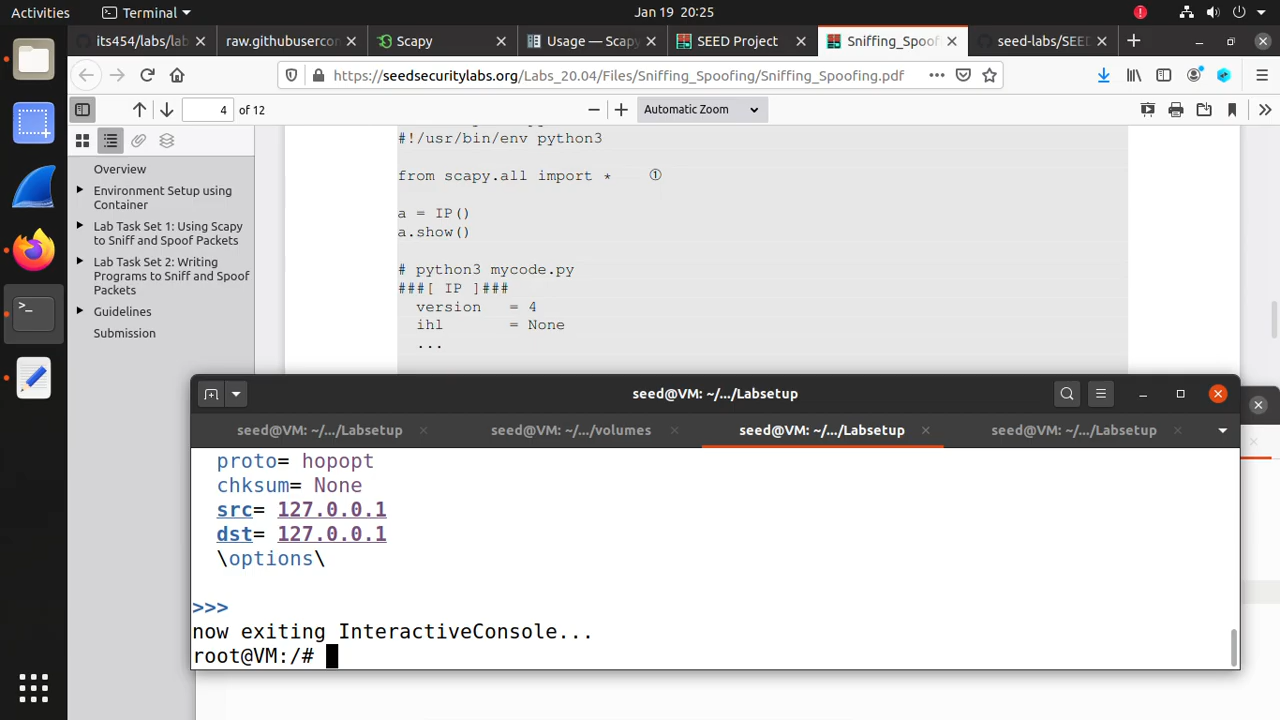 Activities
Terminal
Jan 19 20:25
its454/labs/lab
raw.githubusercon
Scapy
Usage — Scapy
SEED Project
Sniffing_Spoof
seed-labs/SEED
https://seedsecuritylabs.org/Labs_20.04/Files/Sniffing_Spoofing/Sniffing_Spoofing.pdf
4 of 12
Automatic Zoom
Overview
Environment Setup using
Container
Lab Task Set 1: Using Scapy
to Sniff and Spoof Packets
Lab Task Set 2: Writing
Programs to Sniff and Spoof
Packets
Guidelines
Submission
#!/usr/bin/env python3
from scapy.all import * ①
a = IP()
a.show()
# python3 mycode.py
###[ IP ]###
version = 4
ihl = None
...
seed@VM: ~/.../Labsetup
seed@VM: ~/.../Labsetup
seed@VM: ~/.../volumes
seed@VM: ~/.../Labsetup
seed@VM: ~/.../Labsetup
proto= hopopt
chksum= None
src= 127.0.0.1
dst= 127.0.0.1
\options\
>>>
now exiting InteractiveConsole...
root@VM:/#